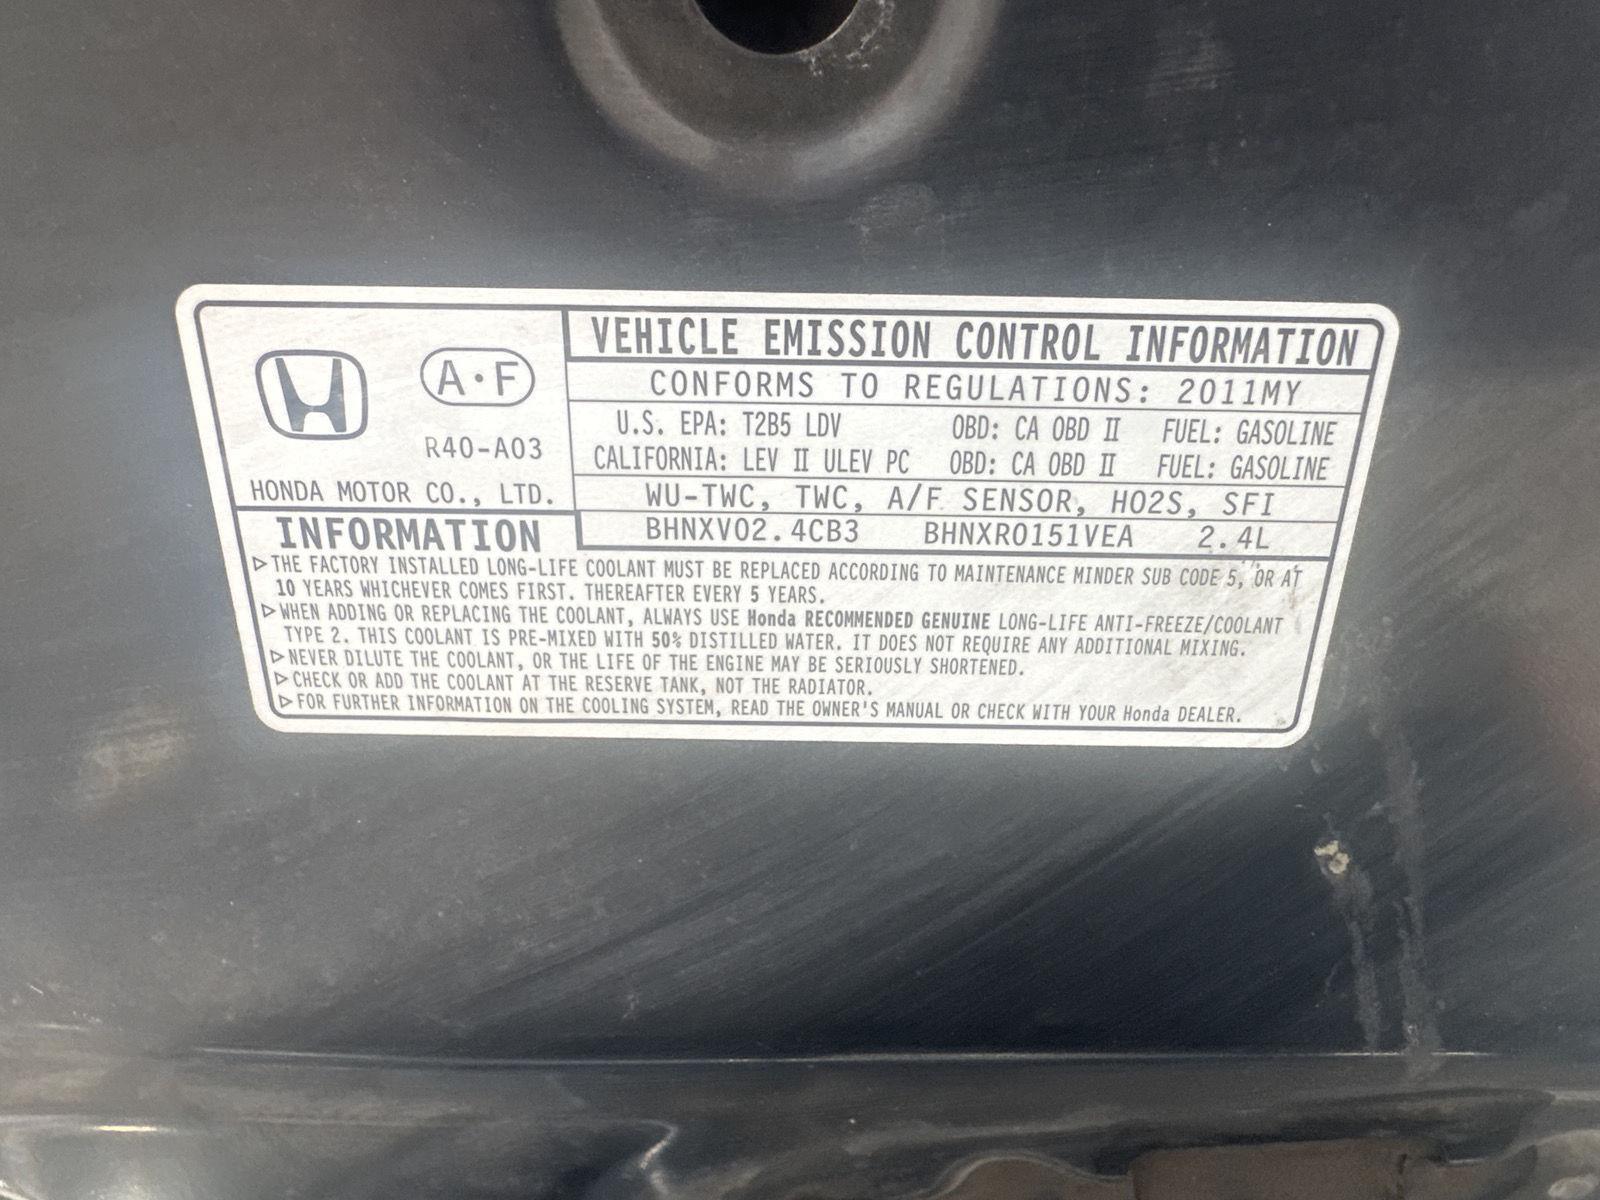 A·F
R40-A03
HONDA MOTOR CO., LTD.
VEHICLE EMISSION CONTROL INFORMATION
CONFORMS TO REGULATIONS: 2011MY
U.S. EPA: T2B5 LDV OBD: CA OBD II FUEL: GASOLINE
CALIFORNIA: LEV II ULEV PC OBD: CA OBD II FUEL: GASOLINE
WU-TWC, TWC, A/F SENSOR, HO2S, SFI
BHNXV02.4CB3 BHNXR0151VEA 2.4L
INFORMATION
▷THE FACTORY INSTALLED LONG-LIFE COOLANT MUST BE REPLACED ACCORDING TO MAINTENANCE MINDER SUB CODE 5, OR AT
10 YEARS WHICHEVER COMES FIRST. THEREAFTER EVERY 5 YEARS.
▷WHEN ADDING OR REPLACING THE COOLANT, ALWAYS USE Honda RECOMMENDED GENUINE LONG-LIFE ANTI-FREEZE/COOLANT
TYPE 2. THIS COOLANT IS PRE-MIXED WITH 50% DISTILLED WATER. IT DOES NOT REQUIRE ANY ADDITIONAL MIXING.
▷NEVER DILUTE THE COOLANT, OR THE LIFE OF THE ENGINE MAY BE SERIOUSLY SHORTENED.
▷CHECK OR ADD THE COOLANT AT THE RESERVE TANK, NOT THE RADIATOR.
▷FOR FURTHER INFORMATION ON THE COOLING SYSTEM, READ THE OWNER'S MANUAL OR CHECK WITH YOUR Honda DEALER.